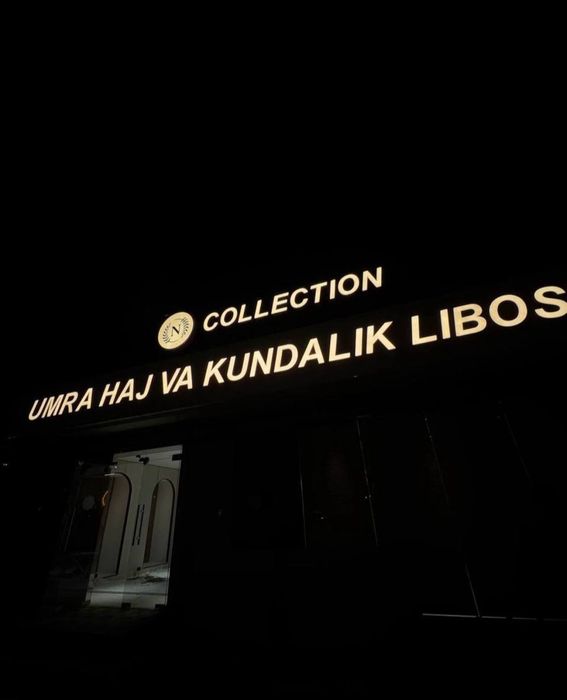 N COLLECTION
UMRA HAJ VA KUNDALIK LIBOS